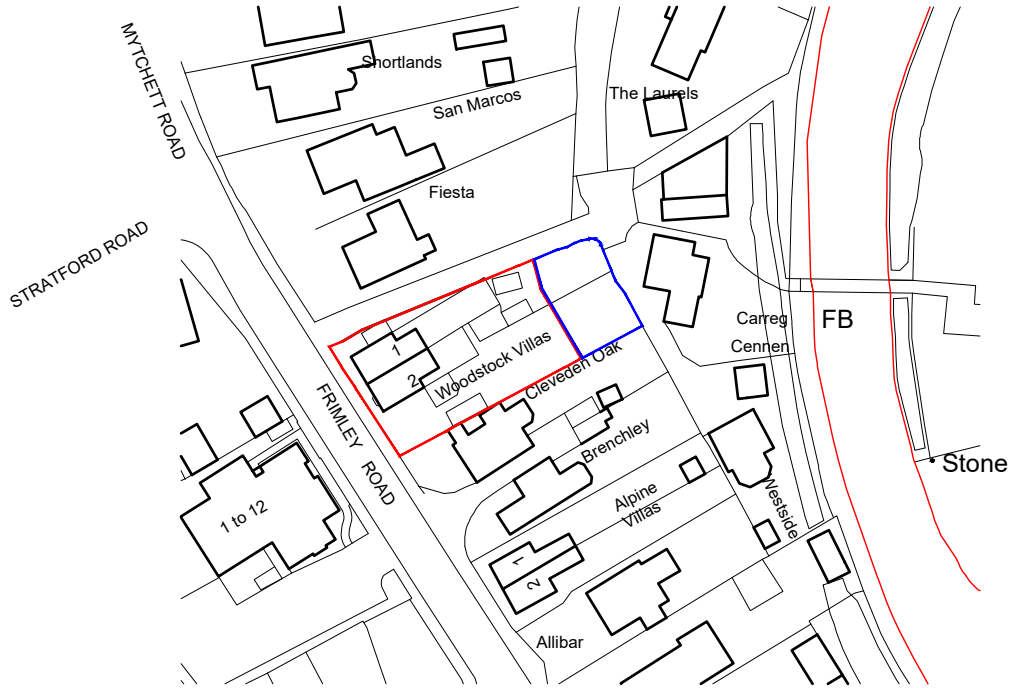 MYTCHETT ROAD
Shortlands
San Marcos
The Laurels
Fiesta
STRATFORD ROAD
Carreg
Cennen
FB
1
2
Woodstock Villas
Cleveden Oak
FRIMLEY ROAD
Brenchley
Stone
1 to 12
Alpine
Villas
Westside
1
2
Allibar